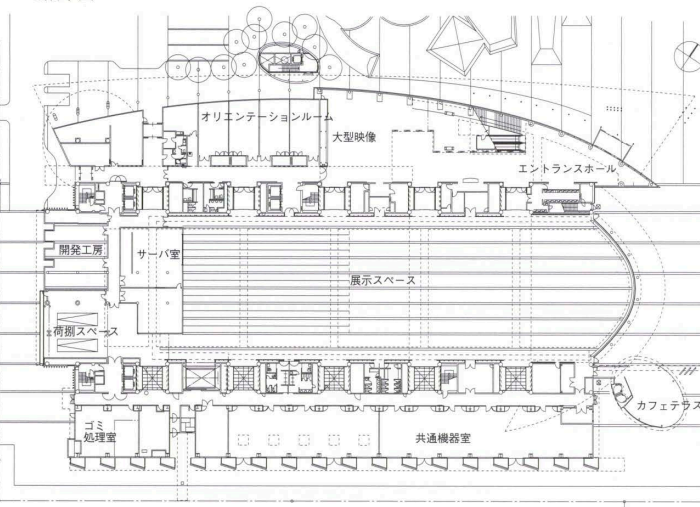 オリエンテーションルーム
大型映像
エントランスホール
開発工房
サーバ室
展示スペース
荷捌スペース
カフェテラス
ゴミ
処理室
共通機器室